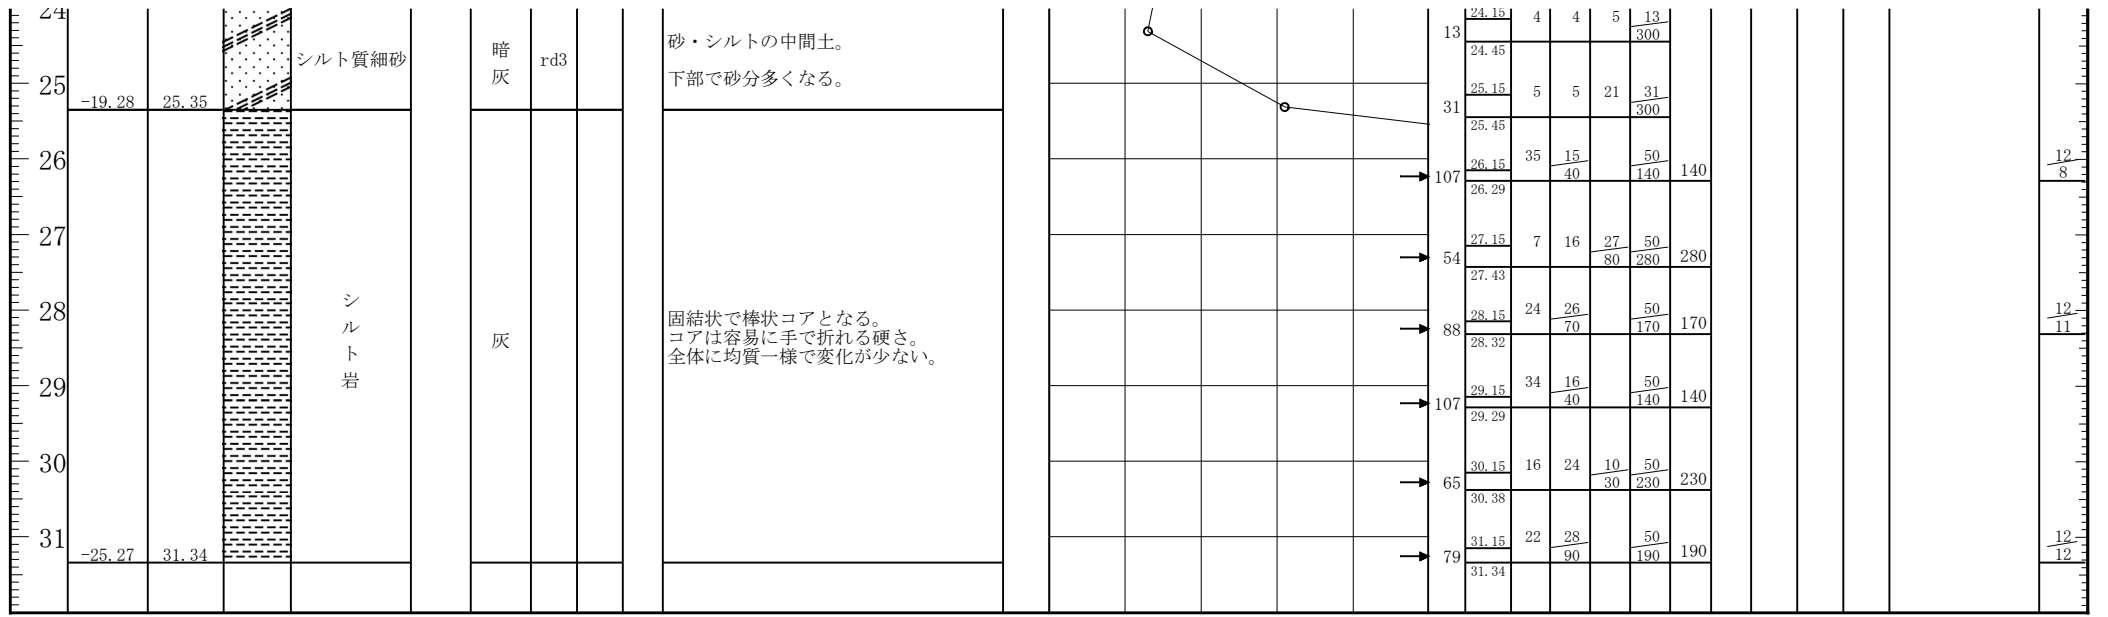 24
25
26
27
28
29
30
31
-19.28
25.35
-25.27
31.34
シルト質細砂
シルト岩
暗灰
rd3
灰
砂・シルトの中間土。
下部で砂分多くなる。
固結状で棒状コアとなる。
コアは容易に手で折れる硬さ。
全体に均質一様で変化が少ない。
13
24.15
24.45
4 4 5 13/300
31
25.15
25.45
5 5 21 31/300
107
26.15
26.29
35 15/40 50/140 140
54
27.15
27.43
7 16 27/80 50/280 280
88
28.15
28.32
24 26/70 50/170 170
107
29.15
29.29
34 16/40 50/140 140
65
30.15
30.38
16 24 10/30 50/230 230
79
31.15
31.34
22 28/90 50/190 190
12/8
12/11
12/12